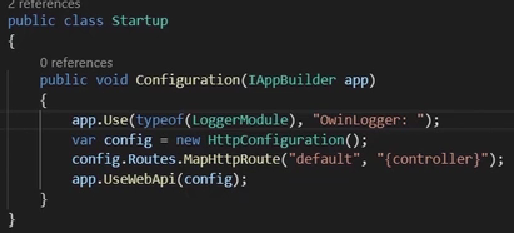 2 references
public class Startup
{
0 references
public void Configuration(IAppBuilder app)
{
app.Use(typeof(LoggerModule), "OwinLogger: ");
var config = new HttpConfiguration();
config.Routes.MapHttpRoute("default", "{controller}");
app.UseWebApi(config);
}
}